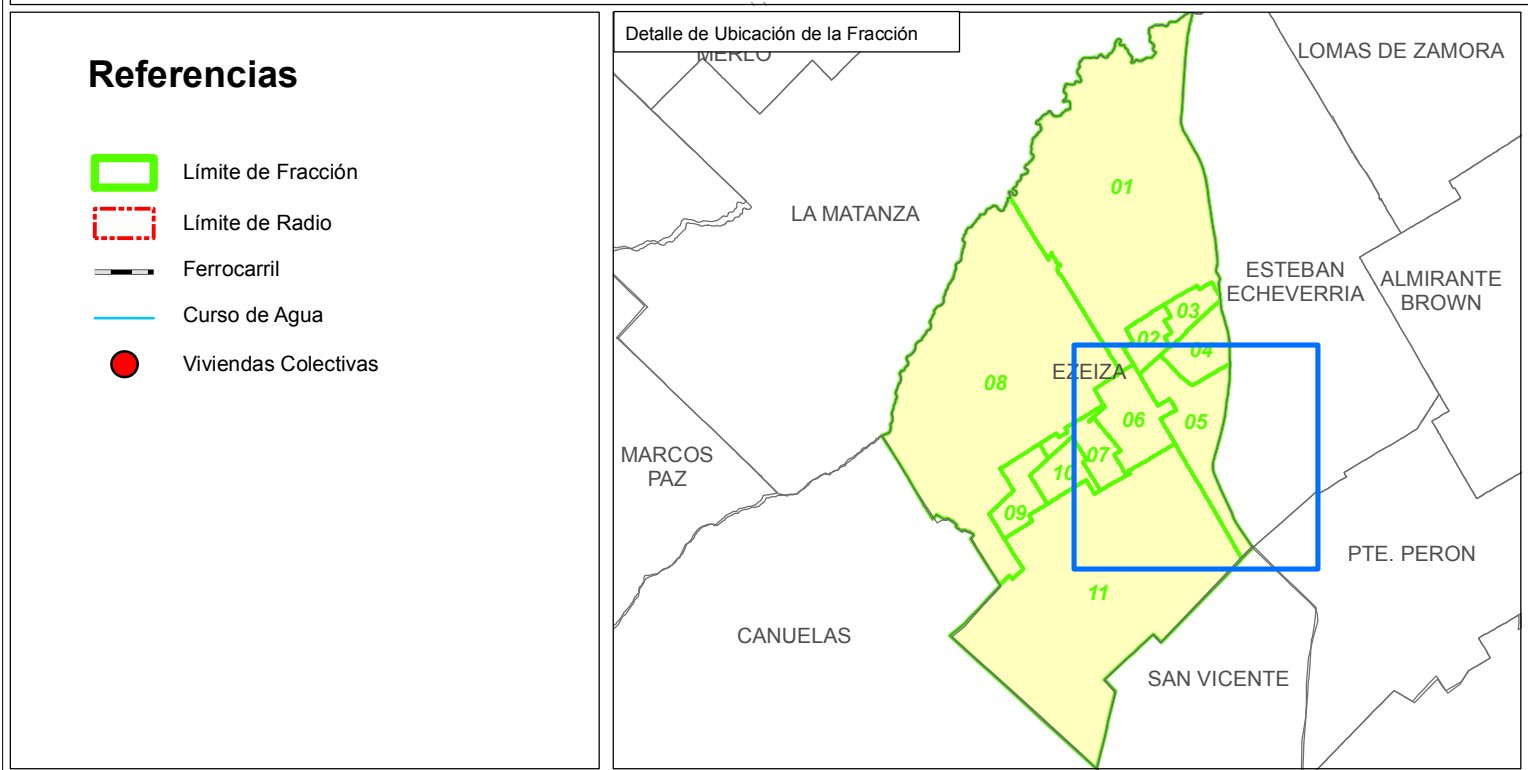 Referencias
Límite de Fracción
Límite de Radio
Ferrocarril
Curso de Agua
Viviendas Colectivas
Detalle de Ubicación de la Fracción
MERLO
LOMAS DE ZAMORA
01
LA MATANZA
ESTEBAN
ECHEVERRIA
ALMIRANTE
BROWN
03
02
04
EZEIZA
08
06
05
MARCOS
PAZ
07
10
09
PTE. PERON
11
CANUELAS
SAN VICENTE